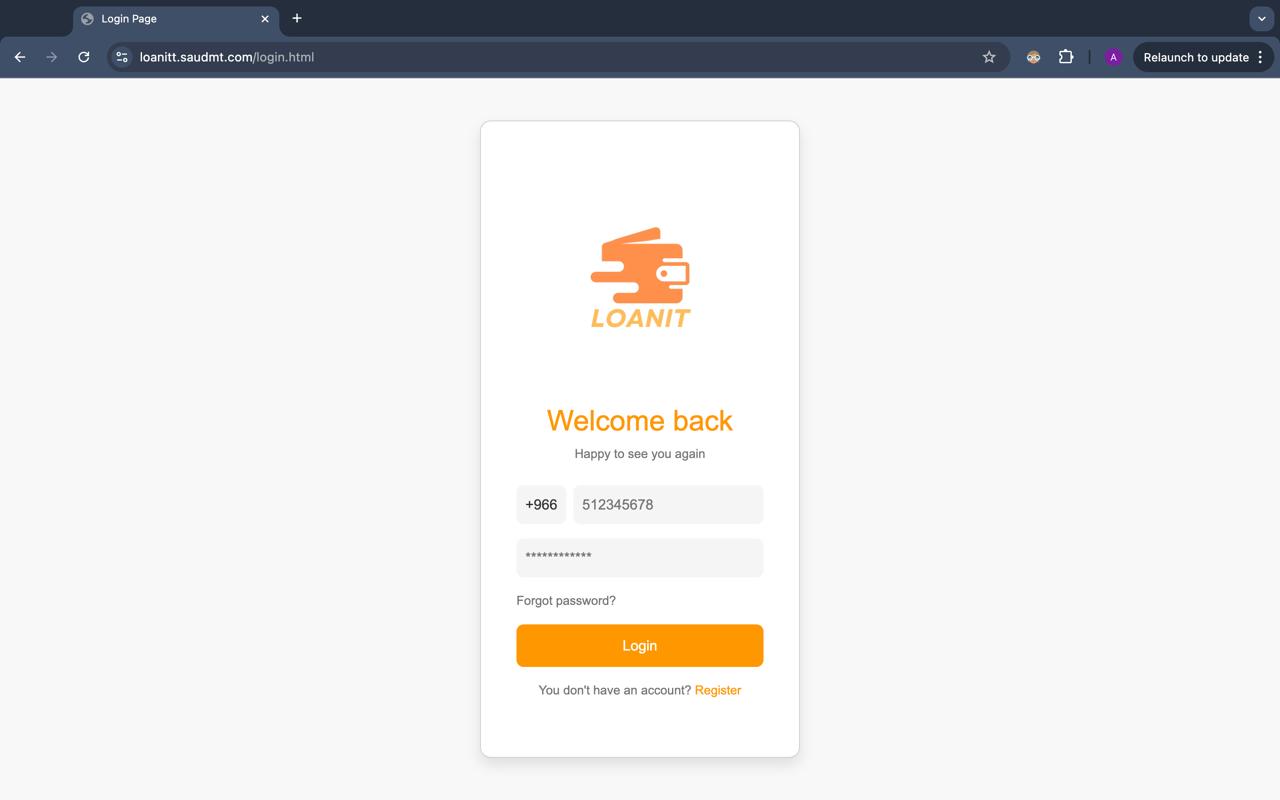 Login Page
loanitt.saudmt.com/login.html
A
Relaunch to update
LOANIT
Welcome back
Happy to see you again
+966 512345678
************
Forgot password?
Login
You don't have an account? Register